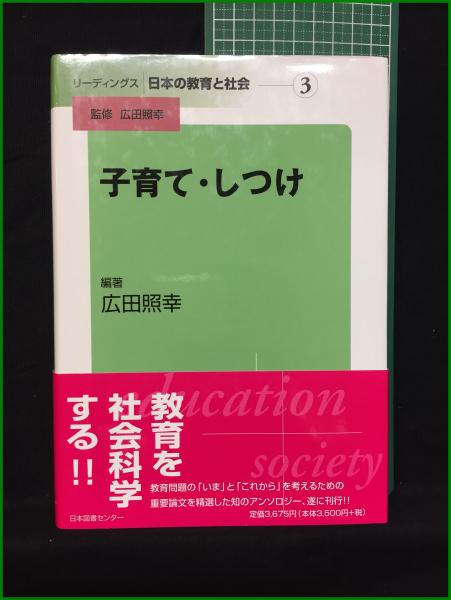 リーディングス 日本の教育と社会 3
監修 広田照幸
子育て・しつけ
編著
広田照幸
education
society
教育を
社会科学
する!!
教育問題の「いま」と「これから」を考えるための
重要論文を精選した知のアンソロジー、遂に刊行!!
日本図書センター
定価3,675円(本体3,500円+税)